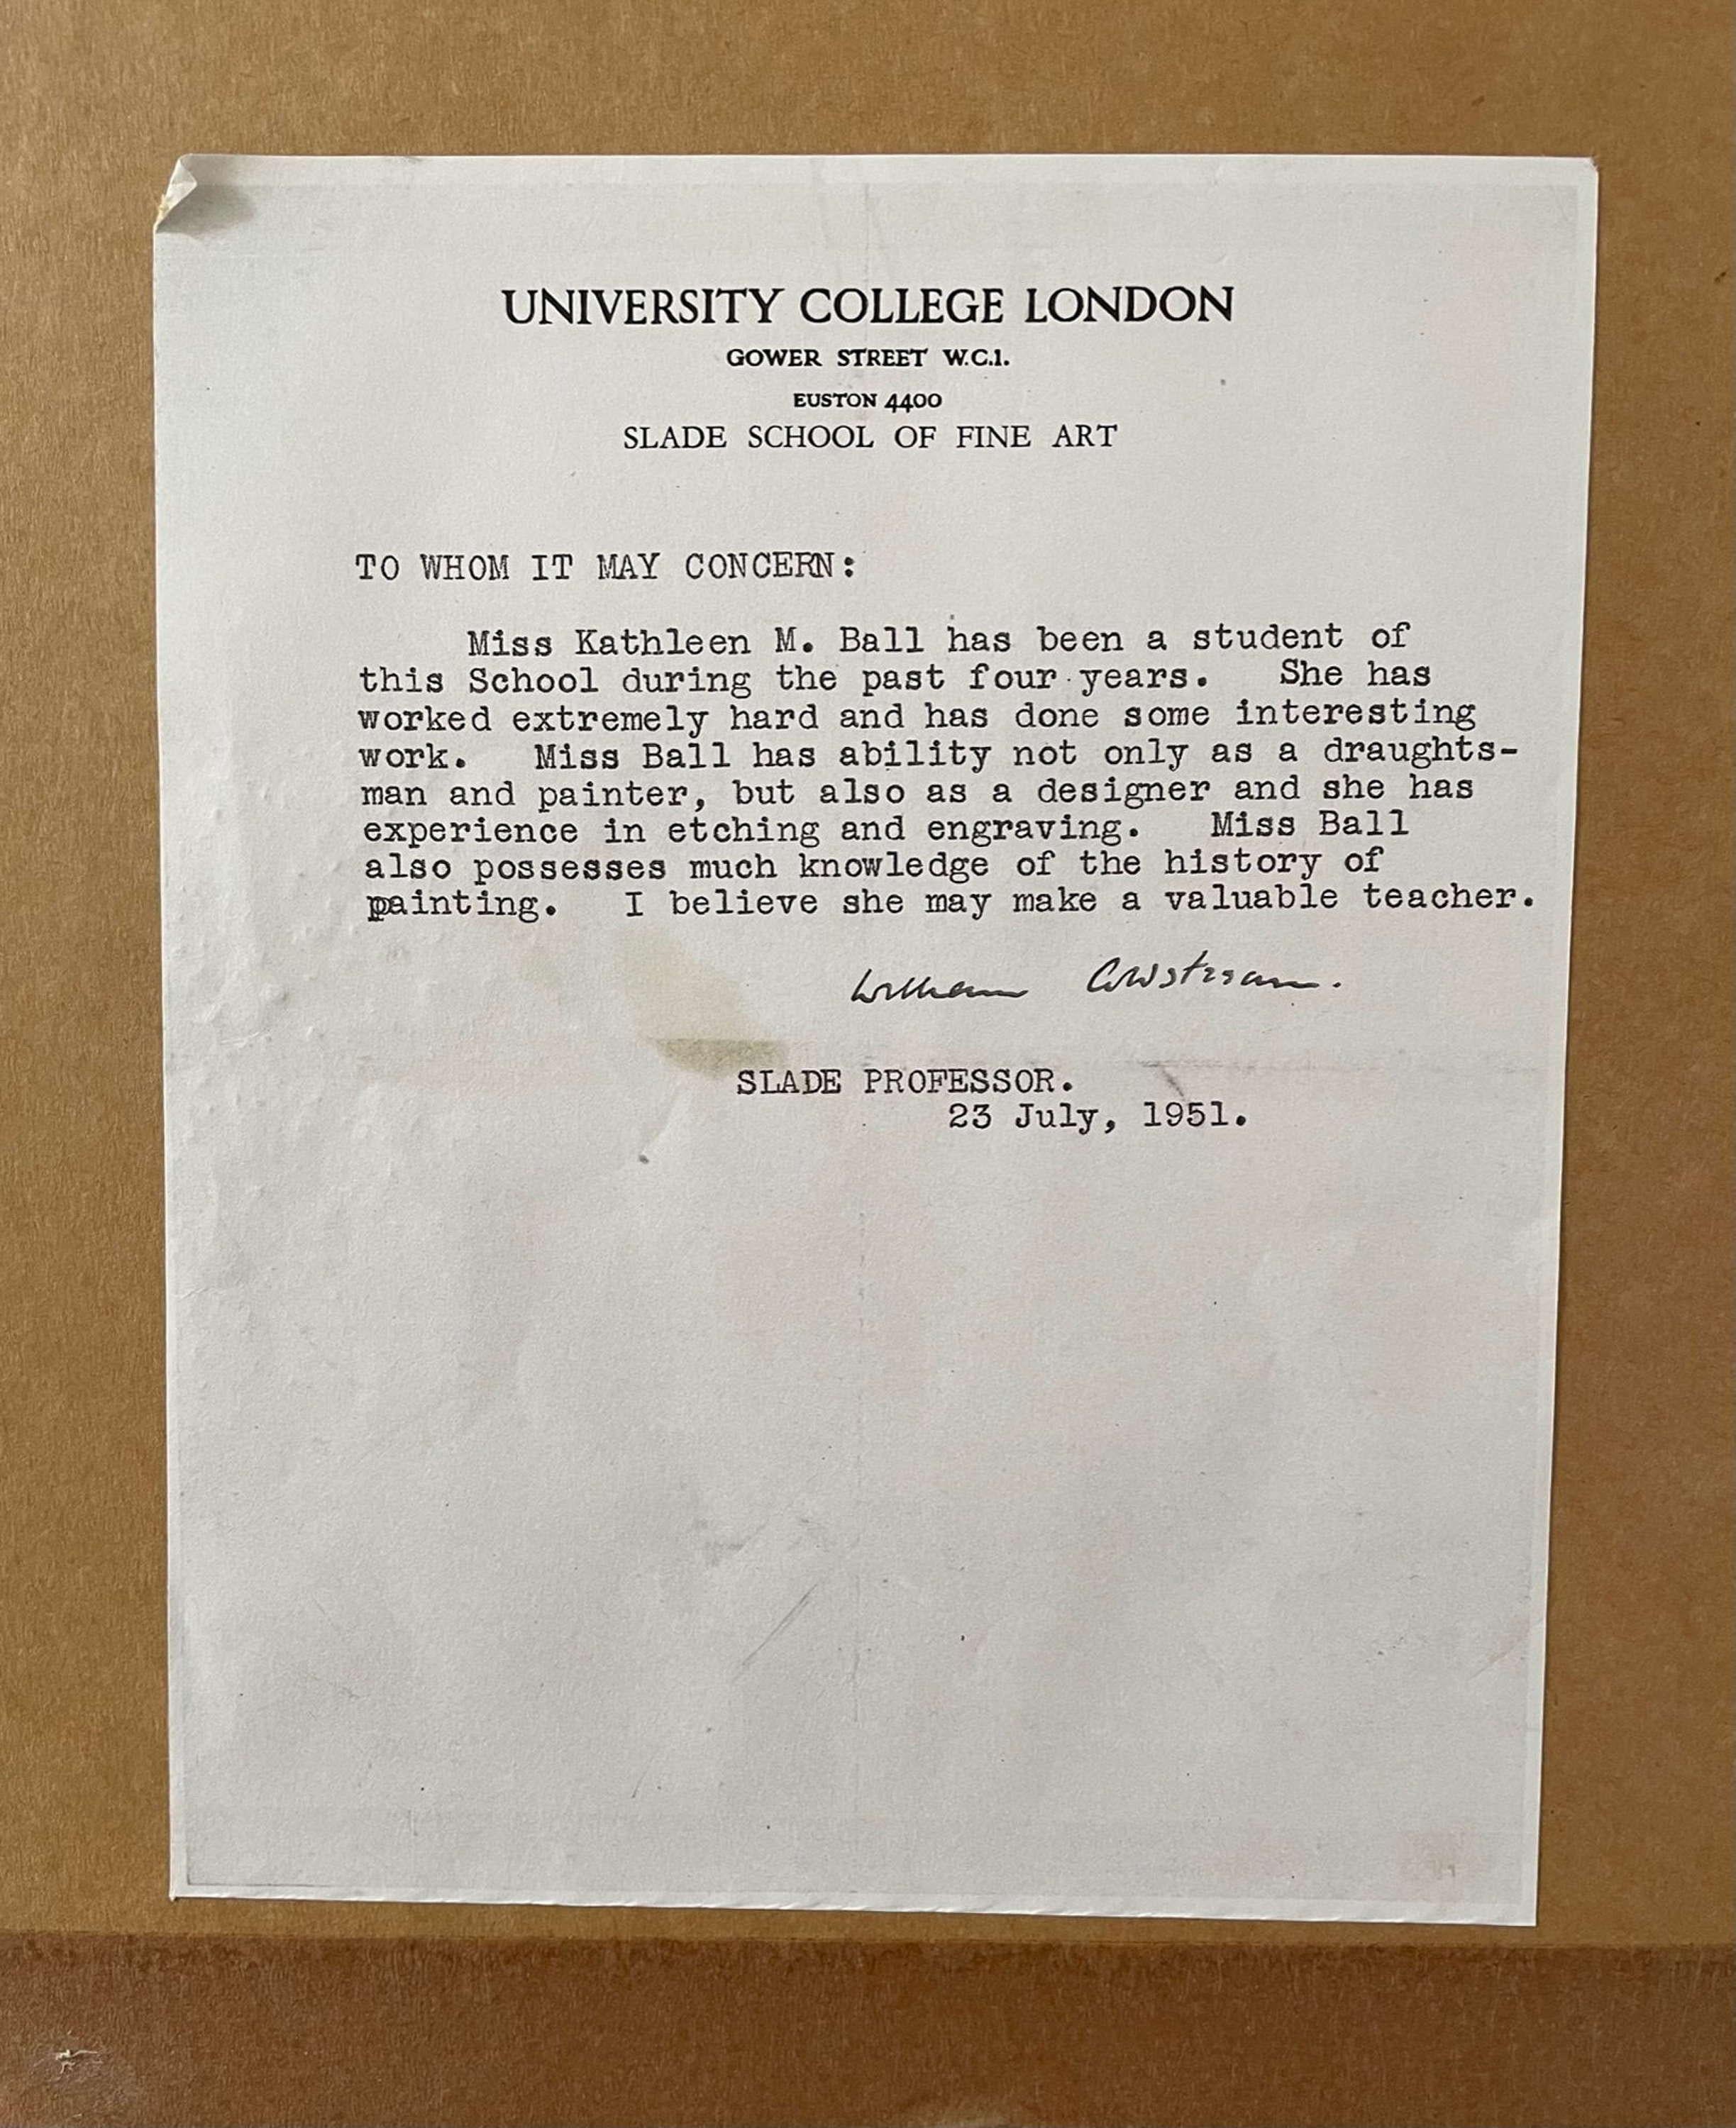 UNIVERSITY COLLEGE LONDON
GOWER STREET W.C.1.
EUSTON 4400
SLADE SCHOOL OF FINE ART
TO WHOM IT MAY CONCERN:
Miss Kathleen M. Ball has been a student of
this School during the past four years. She has
worked extremely hard and has done some interesting
work. Miss Ball has ability not only as a draughts-
man and painter, but also as a designer and she has
experience in etching and engraving. Miss Ball
also possesses much knowledge of the history of
painting. I believe she may make a valuable teacher.
William Coldstream.
SLADE PROFESSOR.
23 July, 1951.